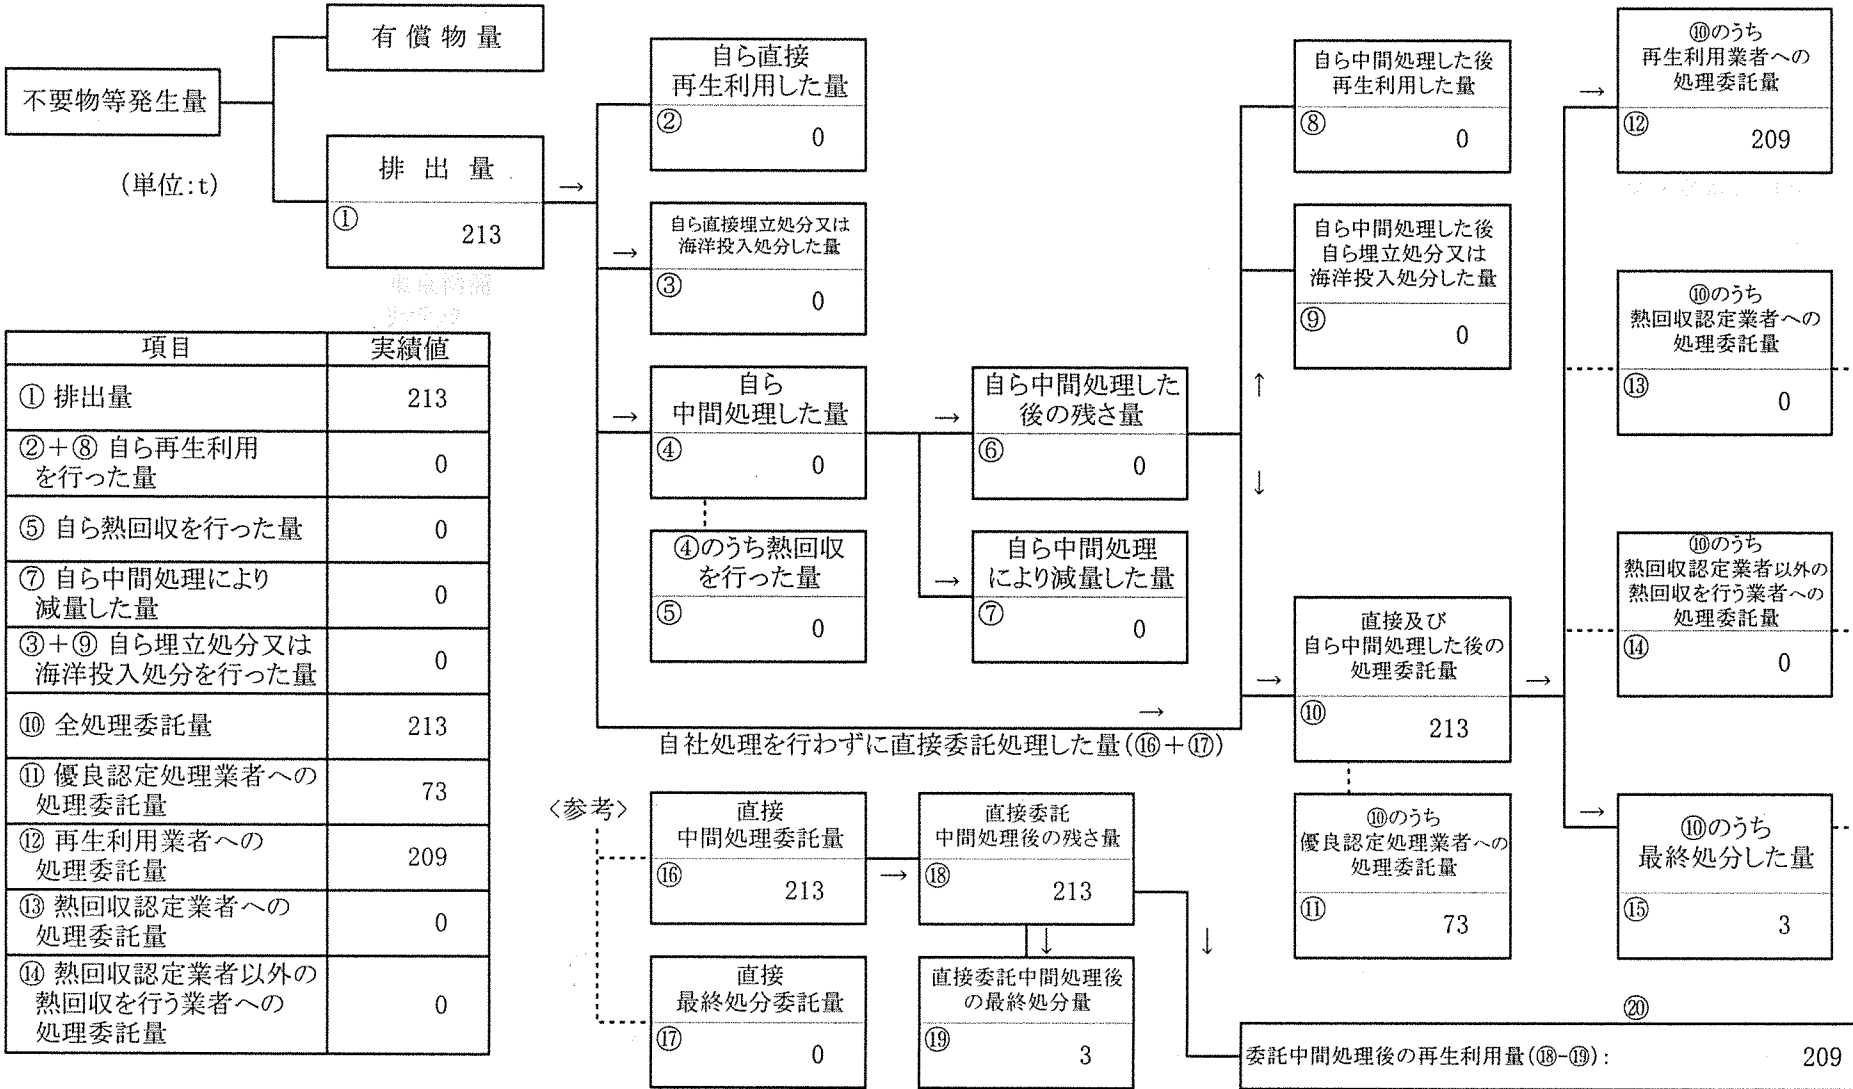 不要物等発生量
(単位:t)
有償物量
排出量
①
213
自ら直接
再生利用した量
②
0
自ら直接埋立処分又は
海洋投入処分した量
③
0
自ら
中間処理した量
④
0
④のうち熱回収
を行った量
⑤
0
自ら中間処理した
後の残さ量
⑥
0
自ら中間処理
により減量した量
⑦
0
自ら中間処理した後
再生利用した量
⑧
0
自ら中間処理した後
自ら埋立処分又は
海洋投入処分した量
⑨
0
直接及び
自ら中間処理した後の
処理委託量
⑩
213
⑩のうち
優良認定処理業者への
処理委託量
⑪
73
⑩のうち
再生利用業者への
処理委託量
⑫
209
⑩のうち
熱回収認定業者への
処理委託量
⑬
0
⑩のうち
熱回収認定業者以外の
熱回収を行う業者への
処理委託量
⑭
0
⑩のうち
最終処分した量
⑮
3
自社処理を行わずに直接委託処理した量(⑯+⑰)
〈参考〉
直接
中間処理委託量
⑯
213
直接
最終処分委託量
⑰
0
直接委託
中間処理後の残さ量
⑱
213
直接委託中間処理後
の最終処分量
⑲
3
⑳
委託中間処理後の再生利用量(⑱-⑲): 209
項目 実績値
① 排出量 213
②+⑧ 自ら再生利用
を行った量 0
⑤ 自ら熱回収を行った量 0
⑦ 自ら中間処理により
減量した量 0
③+⑨ 自ら埋立処分又は
海洋投入処分を行った量 0
⑩ 全処理委託量 213
⑪ 優良認定処理業者への
処理委託量 73
⑫ 再生利用業者への
処理委託量 209
⑬ 熱回収認定業者への
処理委託量 0
⑭ 熱回収認定業者以外の
熱回収を行う業者への
処理委託量 0